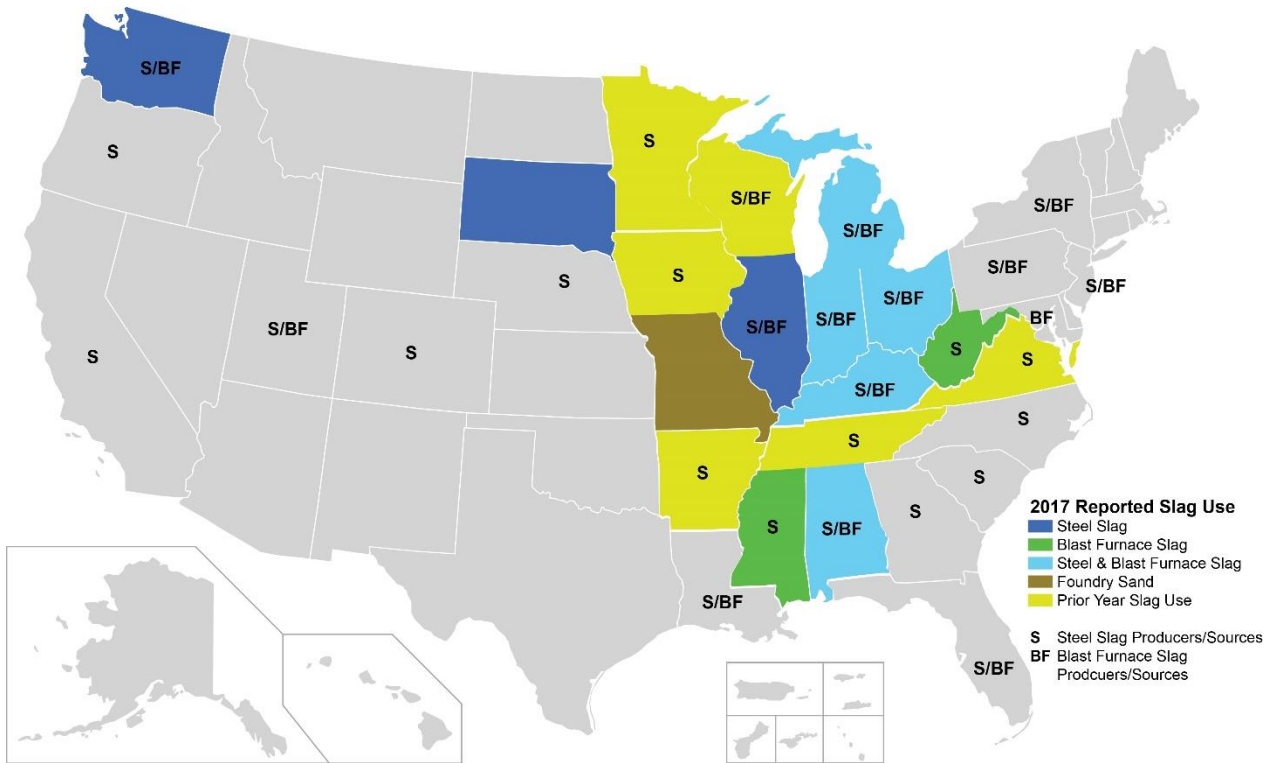 S/BF
S
S
S/BF
S/BF
S/BF
S/BF
S
S
S/BF
S/BF
S/BF
S/BF
S/BF
BF
S/BF
S
S
S
S
S/BF
S
S
S
S
S
S
S/BF
S
S/BF
S/BF
2017 Reported Slag Use
Steel Slag
Blast Furnace Slag
Steel & Blast Furnace Slag
Foundry Sand
Prior Year Slag Use
S Steel Slag Producers/Sources
BF Blast Furnace Slag
Prodcuers/Sources